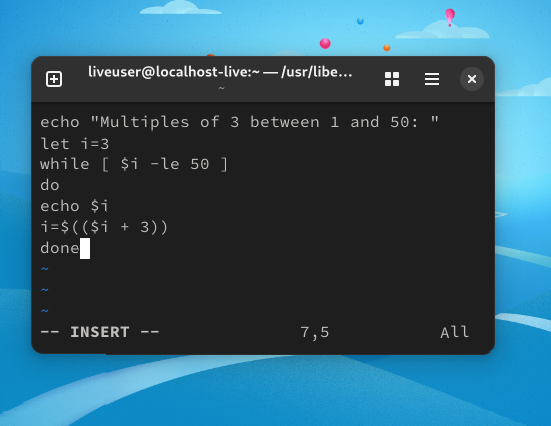 liveuser@localhost-live:~ — /usr/libe...
~
echo "Multiples of 3 between 1 and 50: "
let i=3
while [ $i -le 50 ]
do
echo $i
i=$(($i + 3))
done
~
~
~
-- INSERT -- 7,5 All